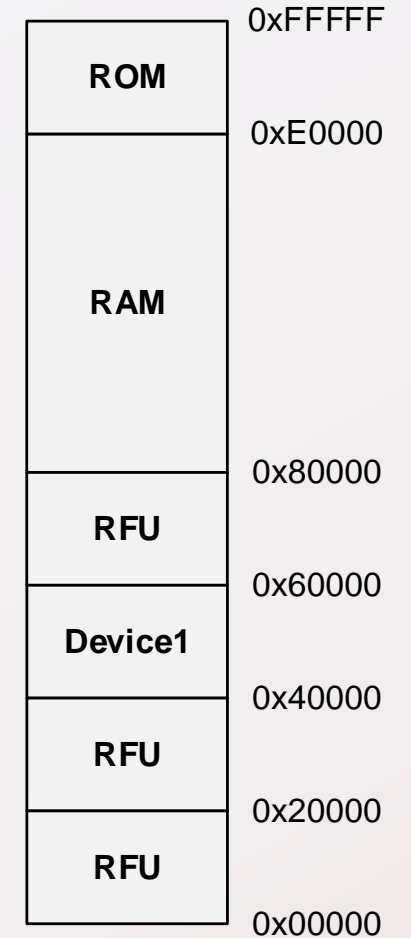 0xFFFFF
ROM
0xE0000
RAM
0x80000
RFU
0x60000
Device1
0x40000
RFU
0x20000
RFU
0x00000